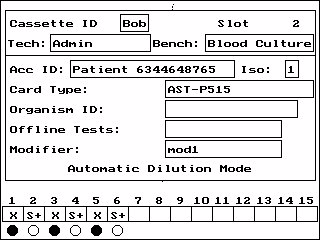 Cassette ID Bob Slot 2
Tech: Admin Bench: Blood Culture
Acc ID: Patient 6344648765 Iso: 1
Card Type: AST-P515
Organism ID:
Offline Tests:
Modifier: mod1
Automatic Dilution Mode
1 2 3 4 5 6 7 8 9 10 11 12 13 14 15
X S+ X S+ X S+